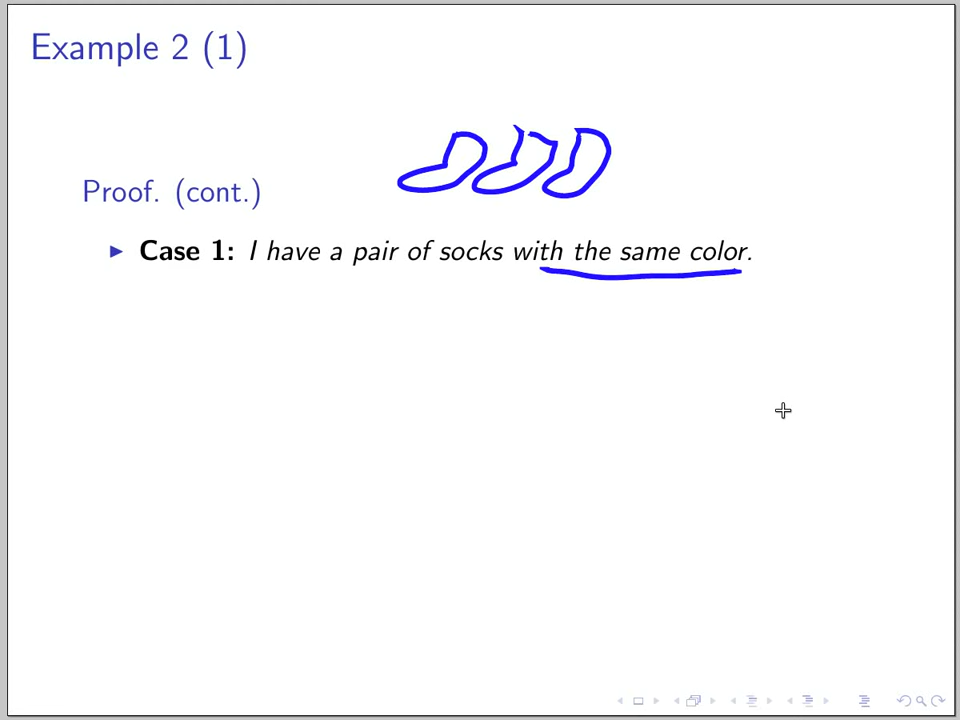 Example 2 (1)
Proof. (cont.)
Case 1: I have a pair of socks with the same color.